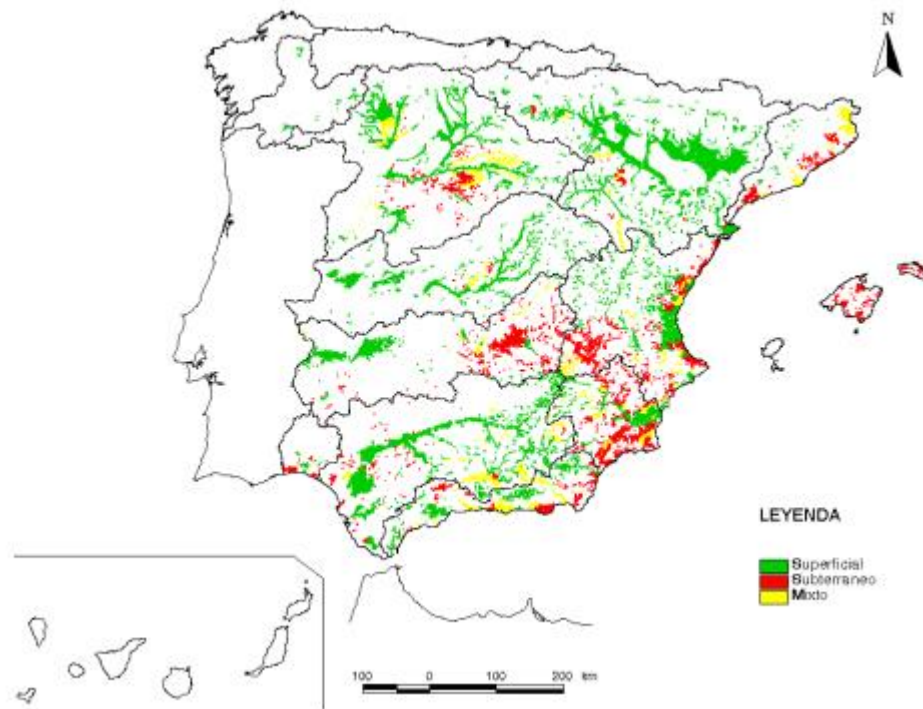 N
LEYENDA
Superficial
Subterraneo
Mixto
100 0 100 200 km